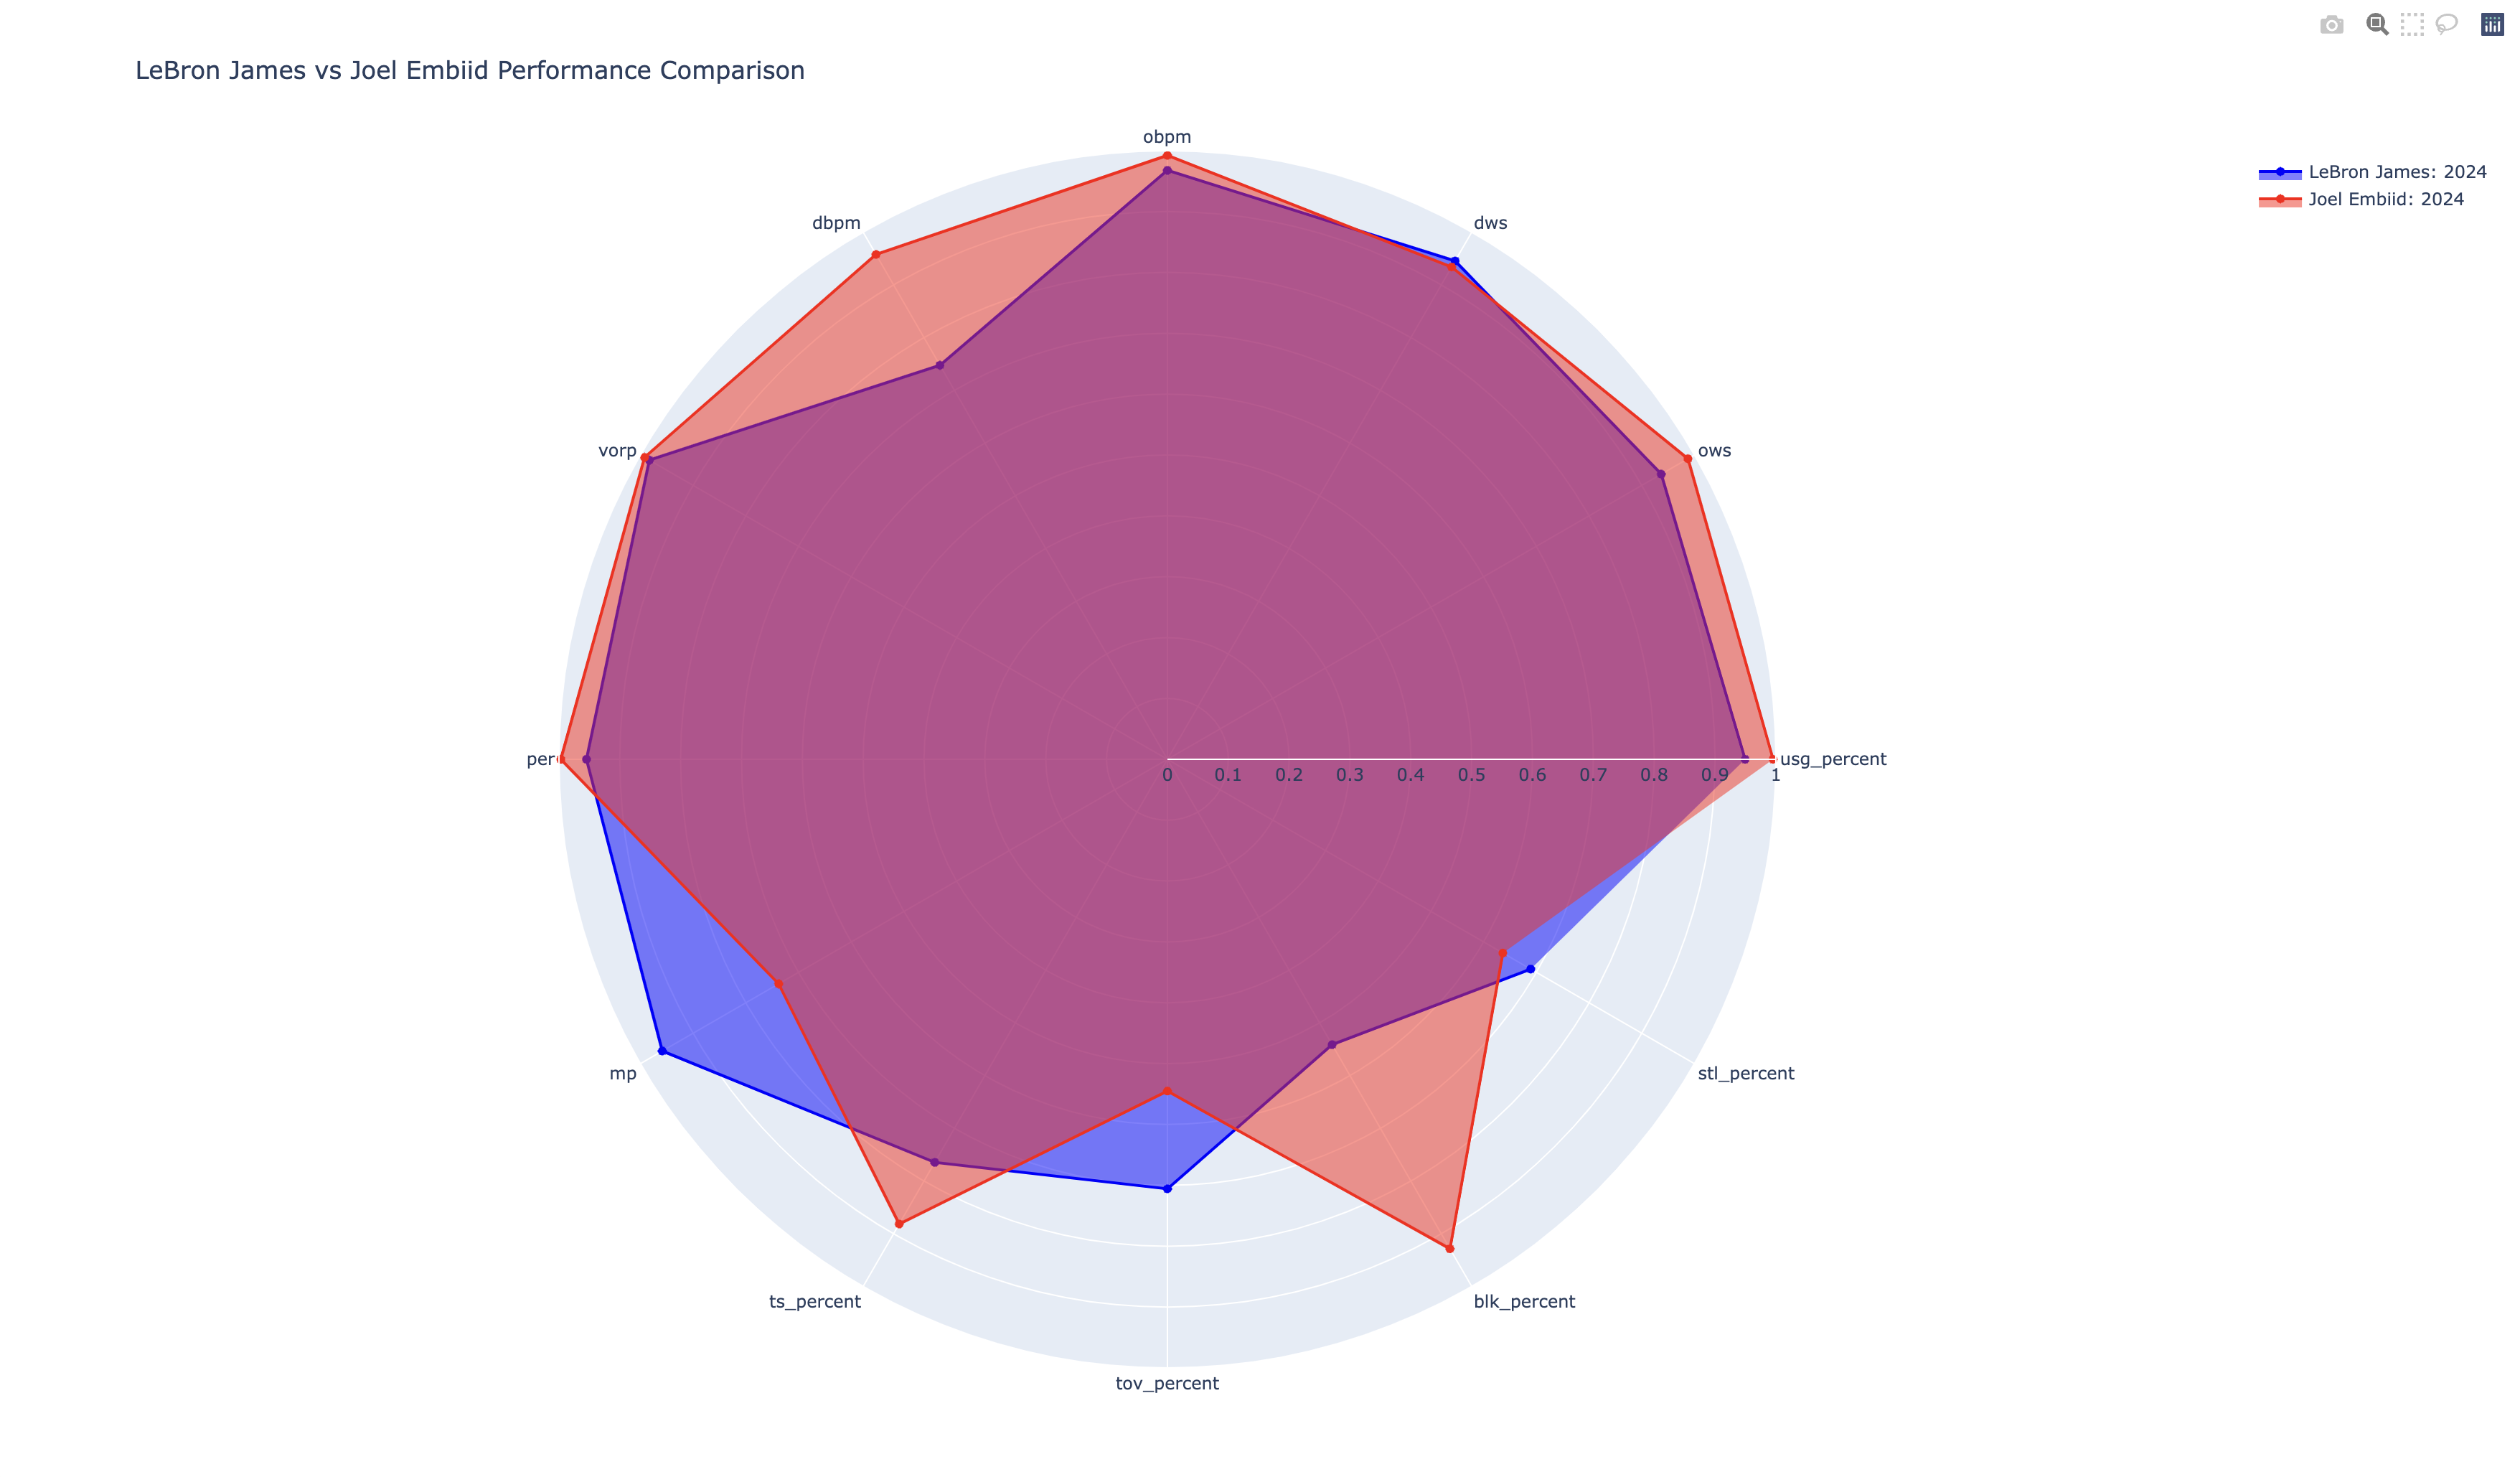 LeBron James vs Joel Embiid Performance Comparison
obpm
LeBron James: 2024
Joel Embiid: 2024
dbpm
dws
vorp
ows
per
usg_percent
0 0.1 0.2 0.3 0.4 0.5 0.6 0.7 0.8 0.9 1
mp
stl_percent
ts_percent
blk_percent
tov_percent